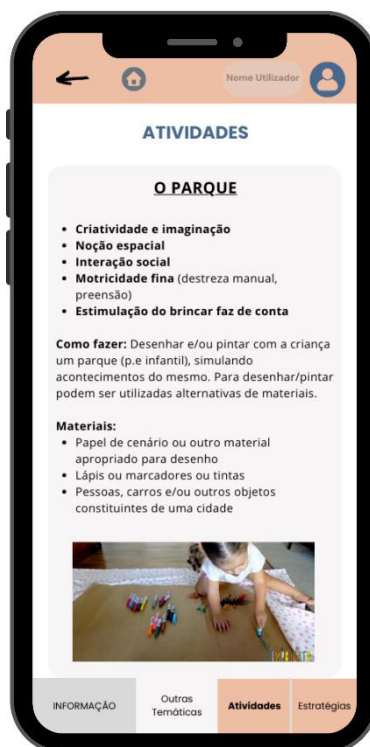 Nome Utilizador
ATIVIDADES
O PARQUE
• Criatividade e imaginação
• Noção espacial
• Interação social
• Motricidade fina (destreza manual,
preensão)
• Estimulação do brincar faz de conta
Como fazer: Desenhar e/ou pintar com a criança
um parque (p.e infantil), simulando
acontecimentos do mesmo. Para desenhar/pintar
podem ser utilizadas alternativas de materiais.
Materiais:
• Papel de cenário ou outro material
apropriado para desenho
• Lápis ou marcadores ou tintas
• Pessoas, carros e/ou outros objetos
constituintes de uma cidade
INFORMAÇÃO
Outras
Temáticas
Atividades
Estratégias